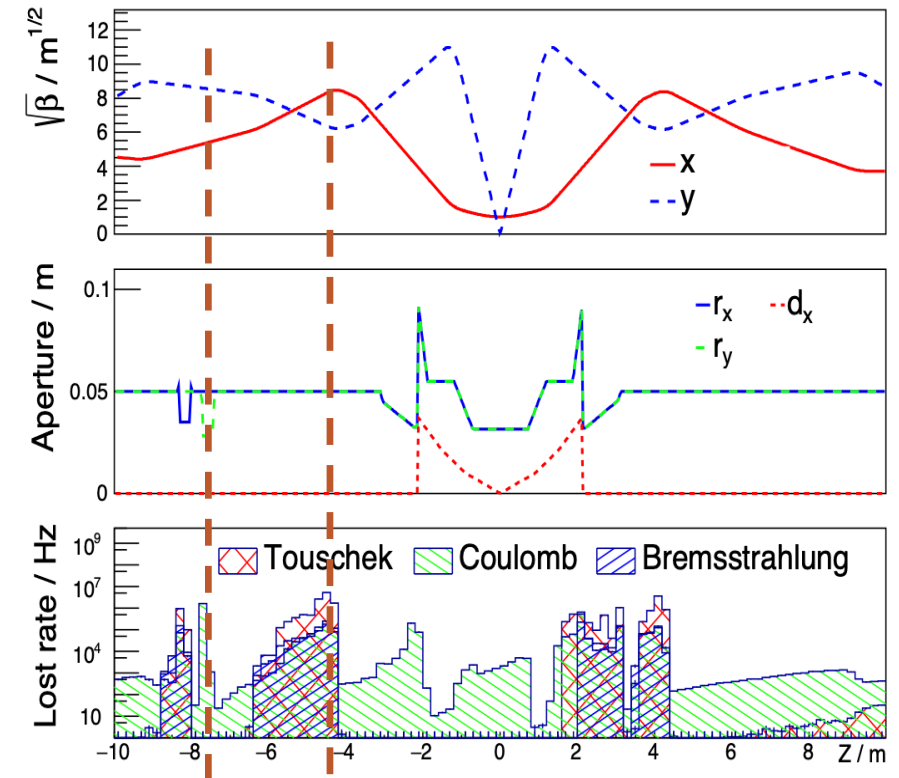 √β / m^1/2
12
10
8
6
4
2
0
x
y
Aperture / m
0.1
0.05
0
r_x
d_x
r_y
Lost rate / Hz
10^9
10^7
10^4
10
Touschek
Coulomb
Bremsstrahlung
-10 -8 -6 -4 -2 0 2 4 6 8 Z / m